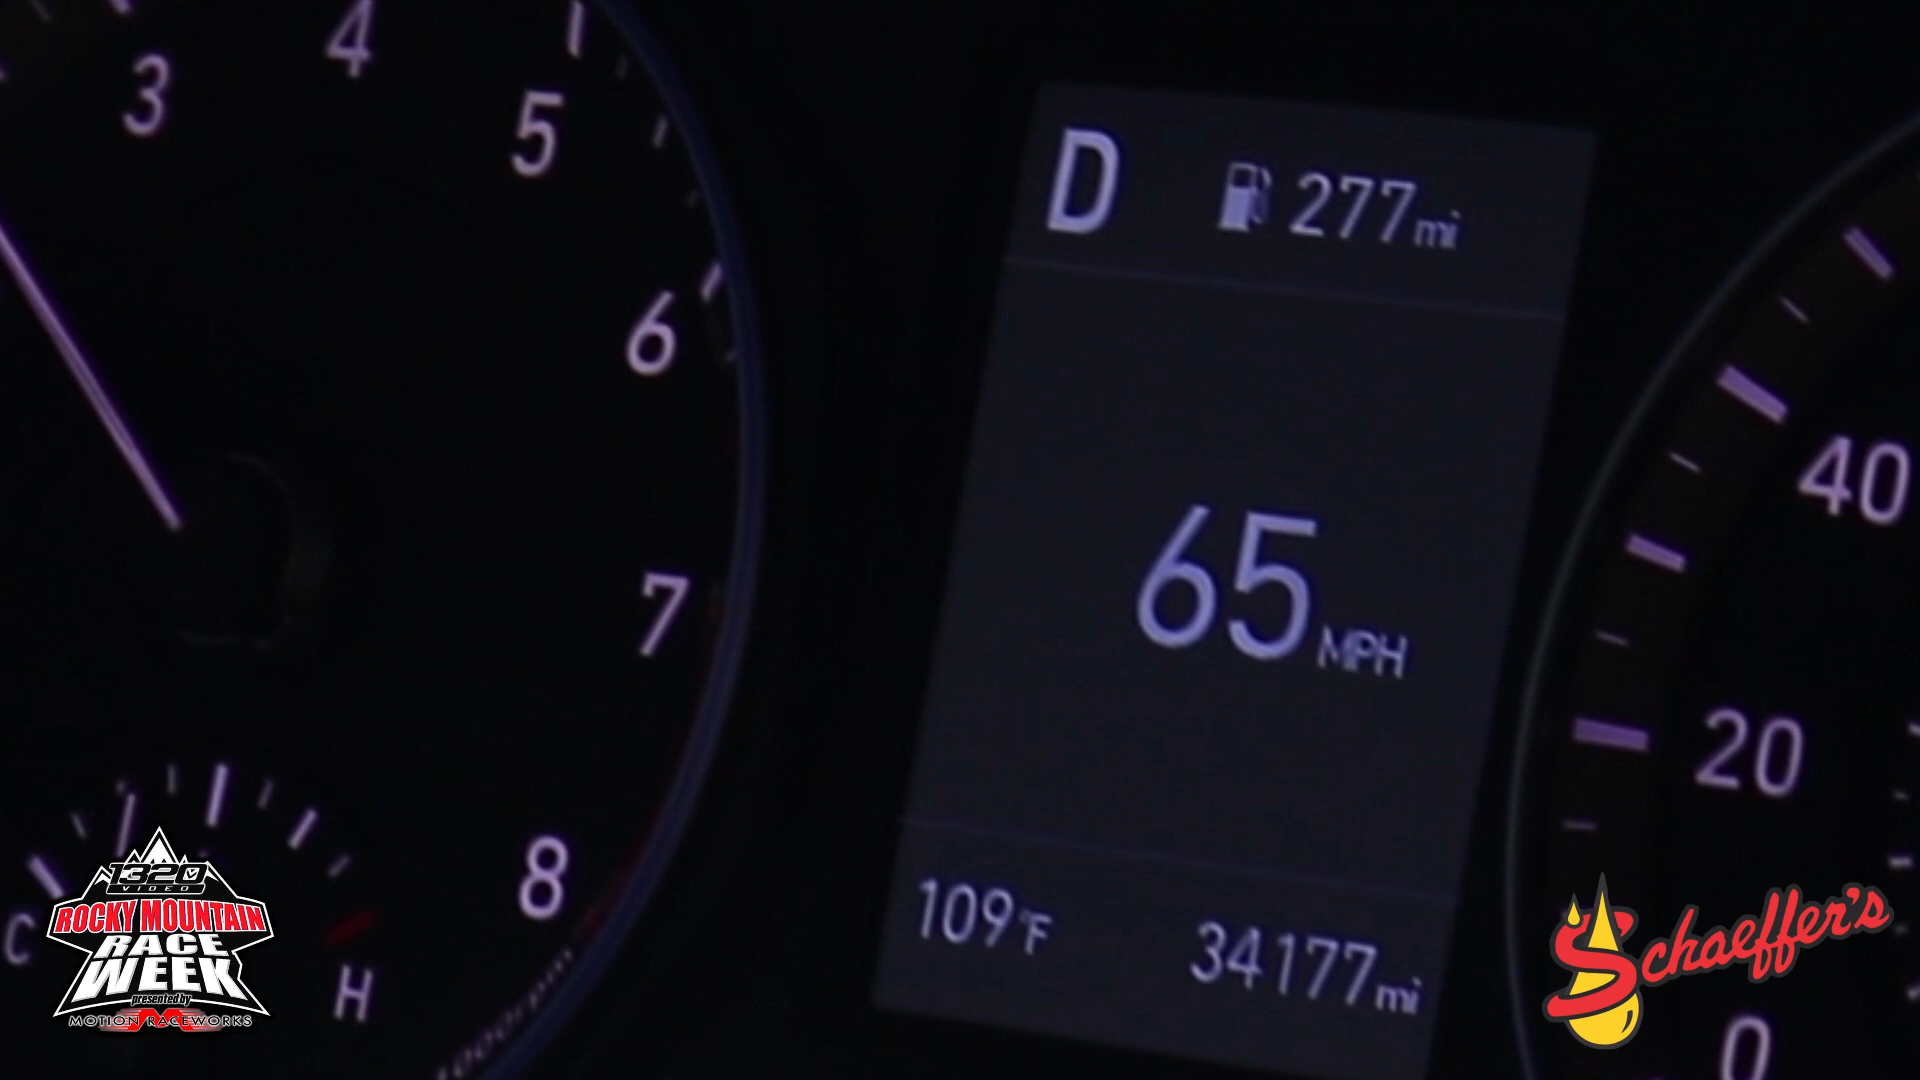 3
4
5
6
7
8
C
H
1000rpm
D 277mi
65 MPH
109°F 34177mi
40
20
0
1320
VIDEO
ROCKY MOUNTAIN
RACE
WEEK
presented by
MOTION RACEWORKS
Schaeffer's